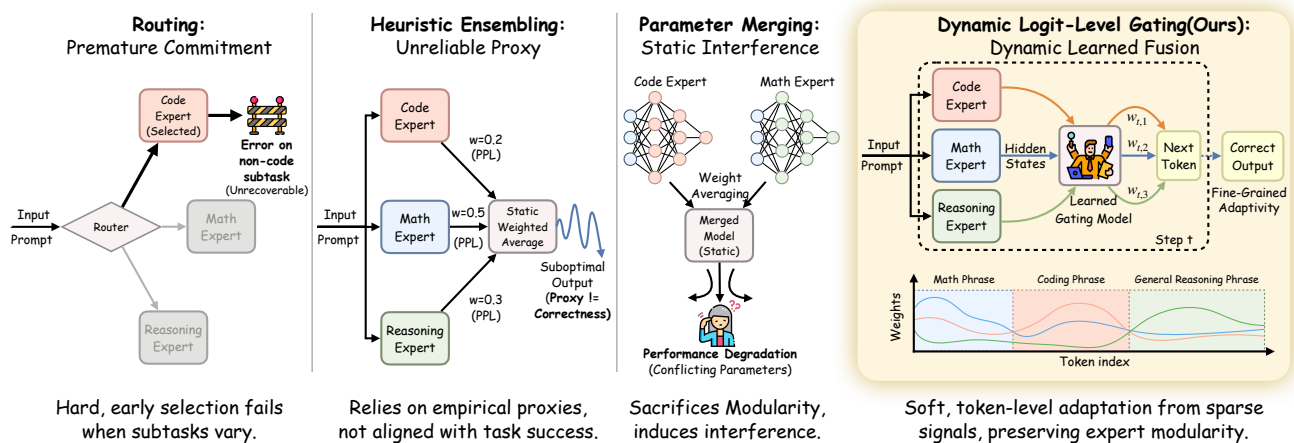 Routing:
Premature Commitment
Code
Expert
(Selected)
Error on
non-code
subtask
(Unrecoverable)
Input
Prompt
Router
Math
Expert
Reasoning
Expert
Hard, early selection fails
when subtasks vary.
Heuristic Ensembling:
Unreliable Proxy
Code
Expert
w=0.2
(PPL)
Input
Prompt
Math
Expert
w=0.5
(PPL)
Static
Weighted
Average
Suboptimal
Output
(Proxy !=
Correctness)
w=0.3
(PPL)
Reasoning
Expert
Relies on empirical proxies,
not aligned with task success.
Parameter Merging:
Static Interference
Code Expert
Math Expert
Weight
Averaging
Merged
Model
(Static)
??
Performance Degradation
(Conflicting Parameters)
Sacrifices Modularity,
induces interference.
Dynamic Logit-Level Gating(Ours):
Dynamic Learned Fusion
Code
Expert
Input
Prompt
Math
Expert
Hidden
States
Reasoning
Expert
Learned
Gating Model
w_{t,1}
w_{t,2}
w_{t,3}
Next
Token
Correct
Output
Fine-Grained
Adaptivity
Step t
Math Phrase
Coding Phrase
General Reasoning Phrase
Weights
Token index
Soft, token-level adaptation from sparse
signals, preserving expert modularity.